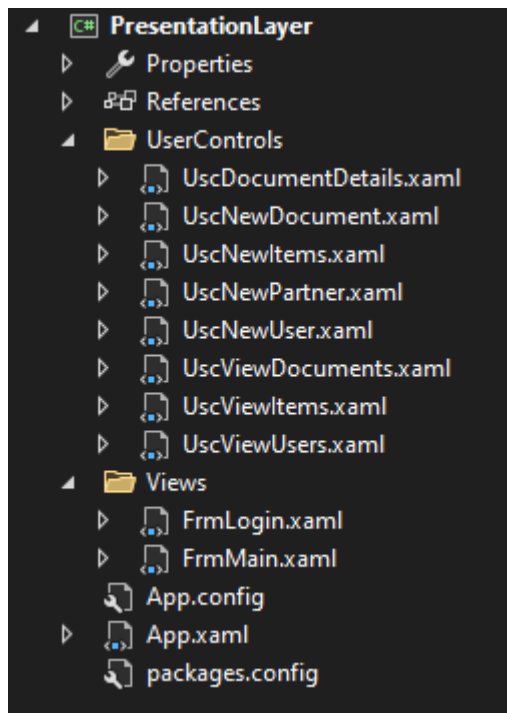 C# PresentationLayer
Properties
References
UserControls
UscDocumentDetails.xaml
UscNewDocument.xaml
UscNewItems.xaml
UscNewPartner.xaml
UscNewUser.xaml
UscViewDocuments.xaml
UscViewItems.xaml
UscViewUsers.xaml
Views
FrmLogin.xaml
FrmMain.xaml
App.config
App.xaml
packages.config